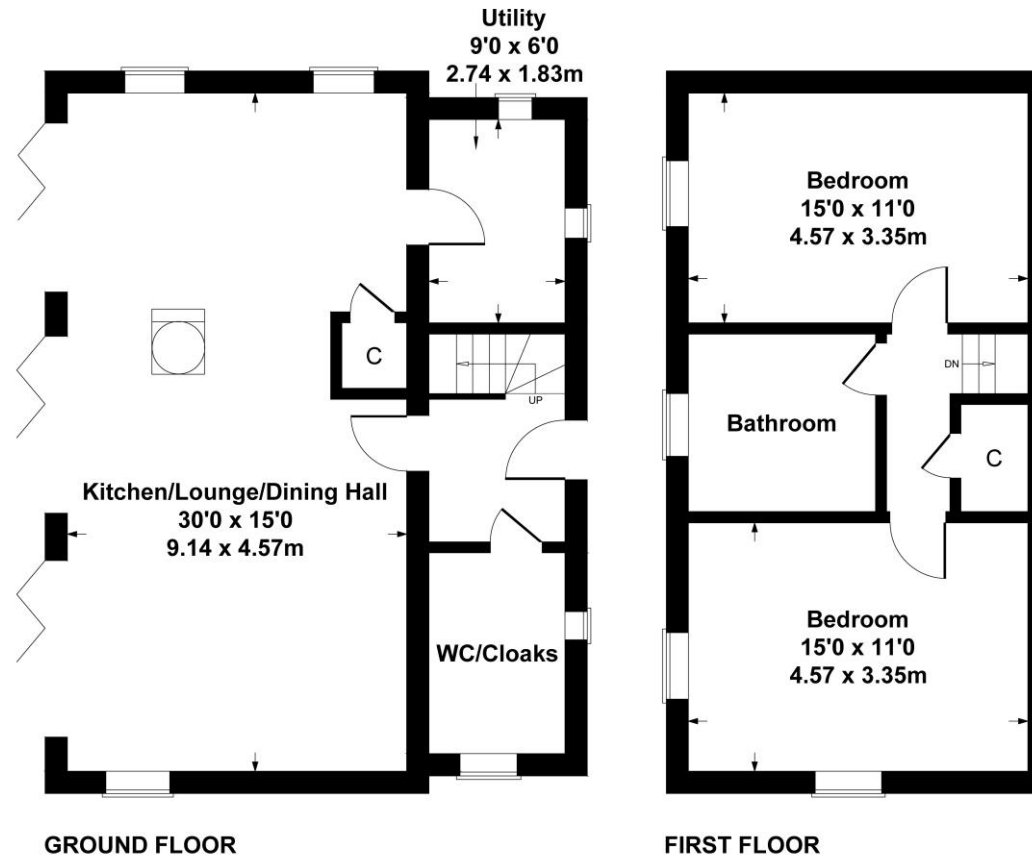 Utility
9'0 x 6'0
2.74 x 1.83m
Bedroom
15'0 x 11'0
4.57 x 3.35m
C
UP
DN
Bathroom
C
Kitchen/Lounge/Dining Hall
30'0 x 15'0
9.14 x 4.57m
WC/Cloaks
Bedroom
15'0 x 11'0
4.57 x 3.35m
GROUND FLOOR
FIRST FLOOR